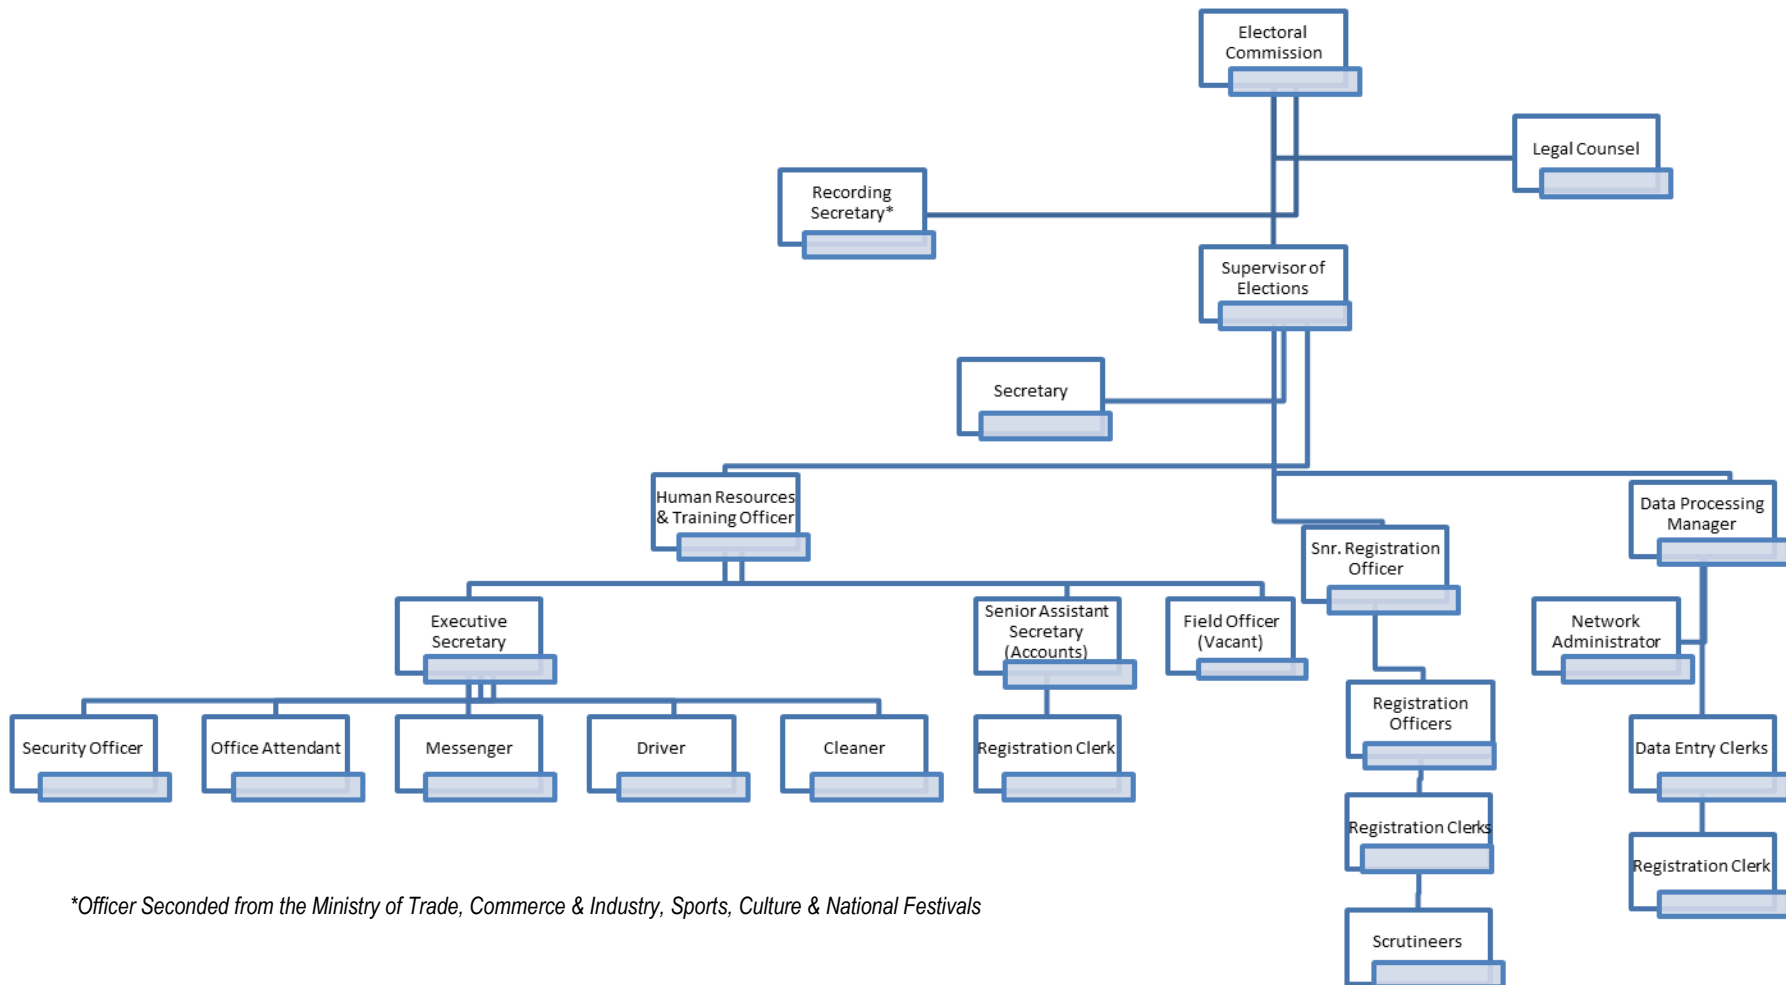 Electoral
Commission
Legal Counsel
Recording
Secretary*
Supervisor of
Elections
Secretary
Human Resources
& Training Officer
Data Processing
Manager
Snr. Registration
Officer
Executive
Secretary
Senior Assistant
Secretary
(Accounts)
Field Officer
(Vacant)
Network
Administrator
Registration
Officers
Security Officer
Office Attendant
Messenger
Driver
Cleaner
Registration Clerk
Data Entry Clerks
Registration Clerks
Registration Clerk
Scrutineers
*Officer Seconded from the Ministry of Trade, Commerce & Industry, Sports, Culture & National Festivals